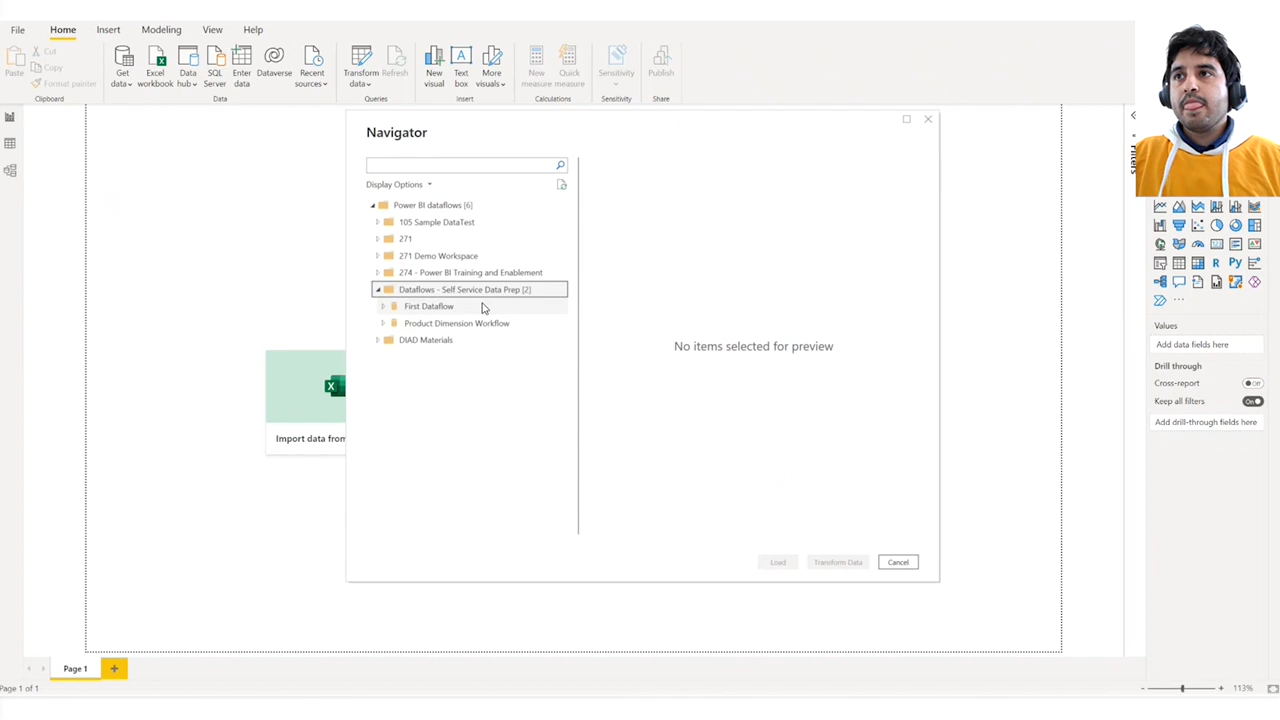 File Home Insert Modeling View Help
Paste
Cut
Copy
Format painter
Get data
Excel workbook
Data hub
SQL Server
Enter data
Dataverse
Recent sources
Transform data
Refresh
New visual
Text box
More visuals
New measure
Quick measure
Sensitivity
Publish
Clipboard Data Queries Insert Calculations Sensitivity Share
Navigator
Display Options
Power BI dataflows [6]
105 Sample DataTest
271
271 Demo Workspace
274 - Power BI Training and Enablement
Dataflows - Self Service Data Prep [2]
First Dataflow
Product Dimension Workflow
DIAD Materials
No items selected for preview
Load Transform Data Cancel
X
Import data from
Filters
R Py
Values
Add data fields here
Drill through
Cross-report Off
Keep all filters On
Add drill-through fields here
Page 1
Page 1 of 1
113%